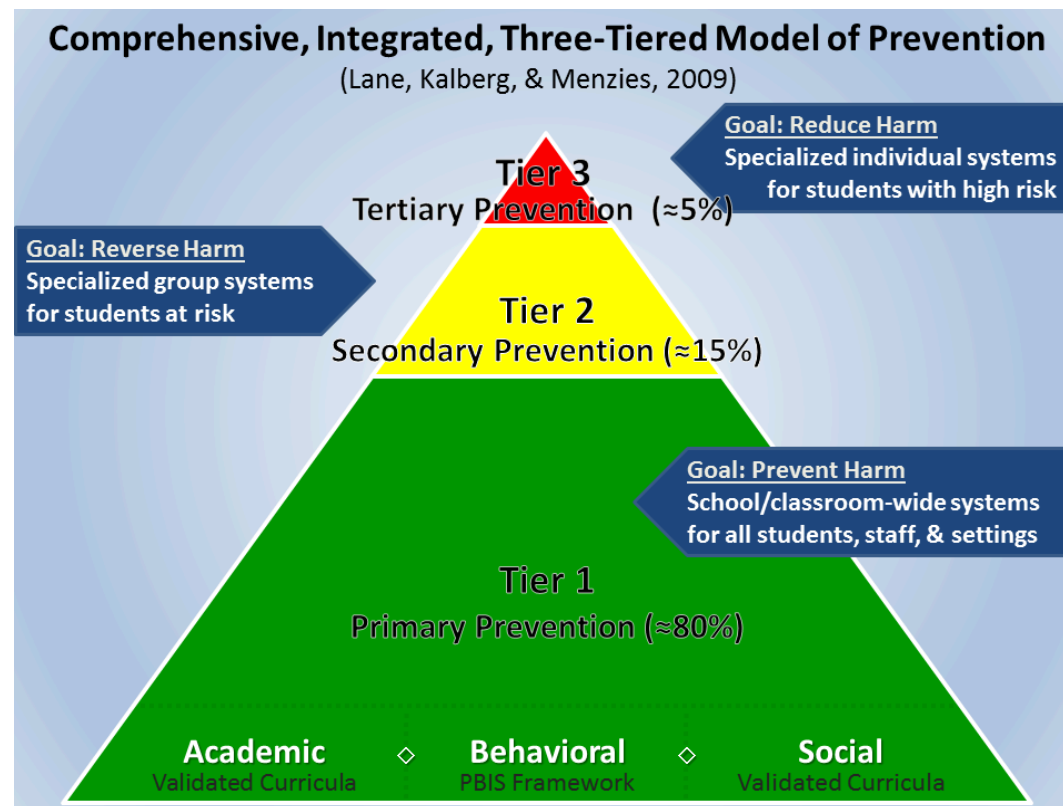 Comprehensive, Integrated, Three-Tiered Model of Prevention
(Lane, Kalberg, & Menzies, 2009)
Goal: Reduce Harm
Specialized individual systems
for students with high risk
Tier 3
Tertiary Prevention (≈5%)
Goal: Reverse Harm
Specialized group systems
for students at risk
Tier 2
Secondary Prevention (≈15%)
Goal: Prevent Harm
School/classroom-wide systems
for all students, staff, & settings
Tier 1
Primary Prevention (≈80%)
Academic ◇ Behavioral ◇ Social
Validated Curricula PBIS Framework Validated Curricula